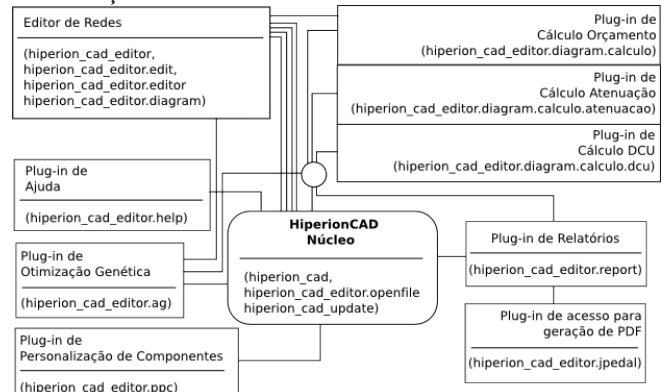 Editor de Redes
(hiperion_cad_editor,
hiperion_cad_editor.edit,
hiperion_cad_editor.editor
hiperion_cad_editor.diagram)
Plug-in de
Cálculo Orçamento
(hiperion_cad_editor.diagram.calculo)
Plug-in de
Cálculo Atenuação
(hiperion_cad_editor.diagram.calculo.atenuacao)
Plug-in de
Cálculo DCU
(hiperion_cad_editor.diagram.calculo.dcu)
Plug-in de
Ajuda
(hiperion_cad_editor.help)
HiperionCAD
Núcleo
(hiperion_cad,
hiperion_cad_editor.openfile
hiperion_cad_update)
Plug-in de Relatórios
(hiperion_cad_editor.report)
Plug-in de
Otimização Genética
(hiperion_cad_editor.ag)
Plug-in de acesso para
geração de PDF
(hiperion_cad_editor.jpedal)
Plug-in de
Personalização de Componentes
(hiperion_cad_editor.ppc)